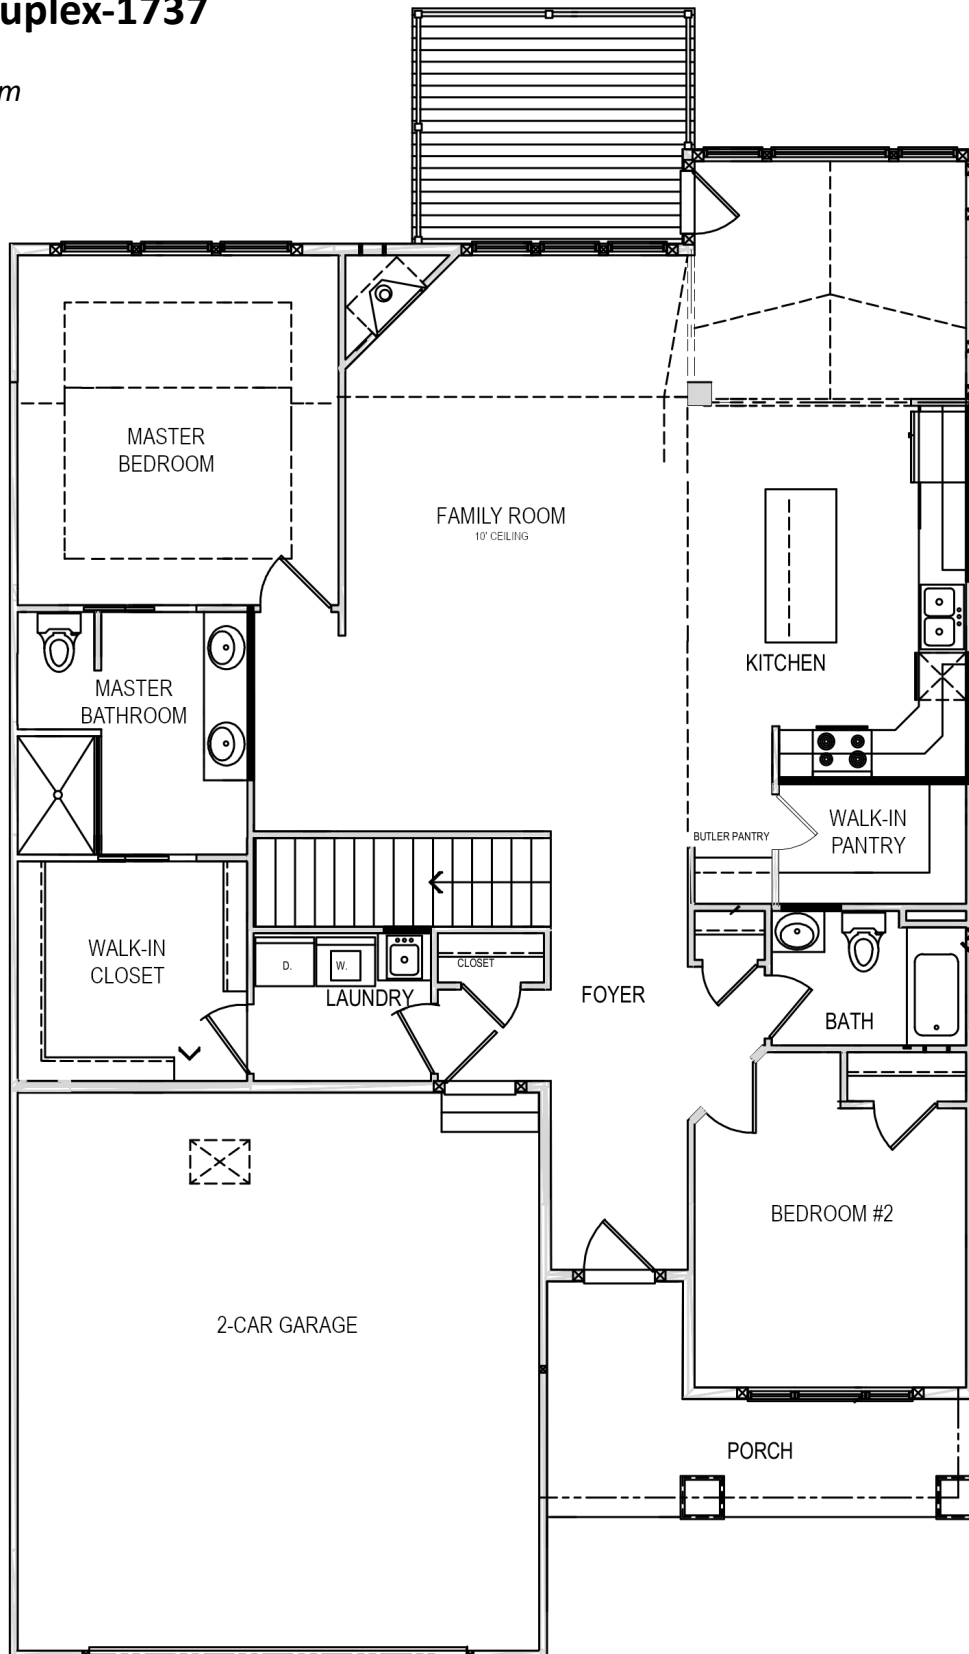 uplex-1737
m
MASTER
BEDROOM
FAMILY ROOM
10' CEILING
KITCHEN
MASTER
BATHROOM
BUTLER PANTRY
WALK-IN
PANTRY
WALK-IN
CLOSET
D.
W.
LAUNDRY
CLOSET
FOYER
BATH
BEDROOM #2
2-CAR GARAGE
PORCH